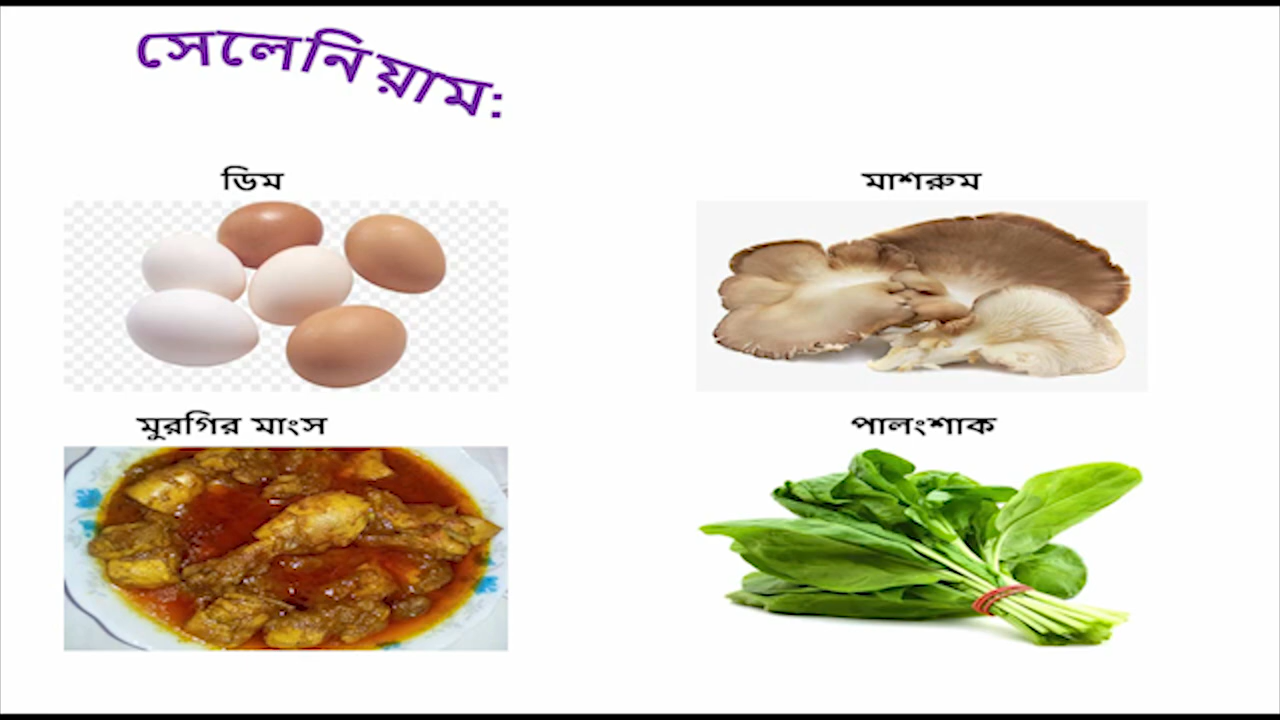 সেলেনিয়াম:
ডিম
মাশরুম
মুরগির মাংস
পালংশাক